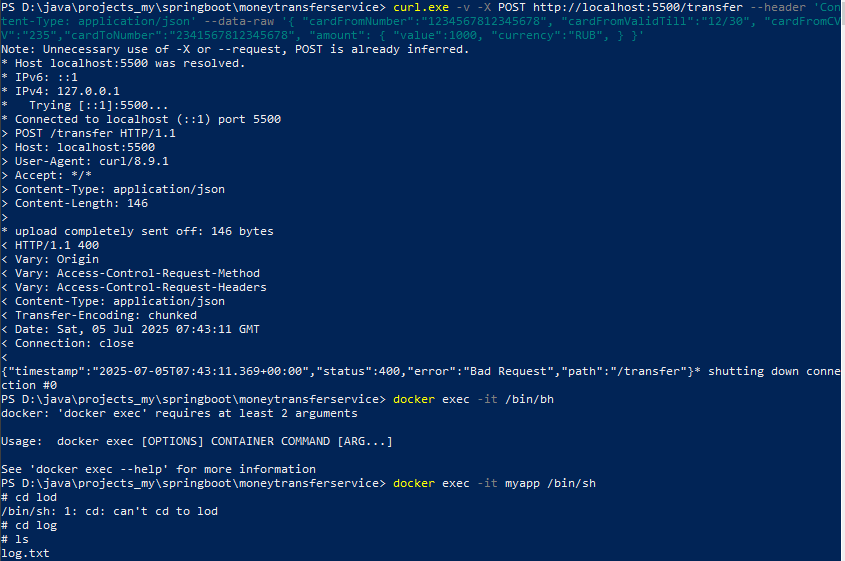 PS D:\java\projects_my\springboot\moneytransferservice> curl.exe -v -X POST http://localhost:5500/transfer --header 'Con
tent-Type: application/json' --data-raw '{ "cardFromNumber":"1234567812345678", "cardFromValidTill":"12/30", "cardFromCV
V":"235","cardToNumber":"2341567812345678", "amount": { "value":1000, "currency":"RUB", } }'
Note: Unnecessary use of -X or --request, POST is already inferred.
* Host localhost:5500 was resolved.
* IPv6: ::1
* IPv4: 127.0.0.1
*   Trying [::1]:5500...
* Connected to localhost (::1) port 5500
> POST /transfer HTTP/1.1
> Host: localhost:5500
> User-Agent: curl/8.9.1
> Accept: */*
> Content-Type: application/json
> Content-Length: 146
>
* upload completely sent off: 146 bytes
< HTTP/1.1 400
< Vary: Origin
< Vary: Access-Control-Request-Method
< Vary: Access-Control-Request-Headers
< Content-Type: application/json
< Transfer-Encoding: chunked
< Date: Sat, 05 Jul 2025 07:43:11 GMT
< Connection: close
<
{"timestamp":"2025-07-05T07:43:11.369+00:00","status":400,"error":"Bad Request","path":"/transfer"}* shutting down conne
ction #0
PS D:\java\projects_my\springboot\moneytransferservice> docker exec -it /bin/bh
docker: 'docker exec' requires at least 2 arguments

Usage:  docker exec [OPTIONS] CONTAINER COMMAND [ARG...]

See 'docker exec --help' for more information
PS D:\java\projects_my\springboot\moneytransferservice> docker exec -it myapp /bin/sh
# cd lod
/bin/sh: 1: cd: can't cd to lod
# cd log
# ls
log.txt